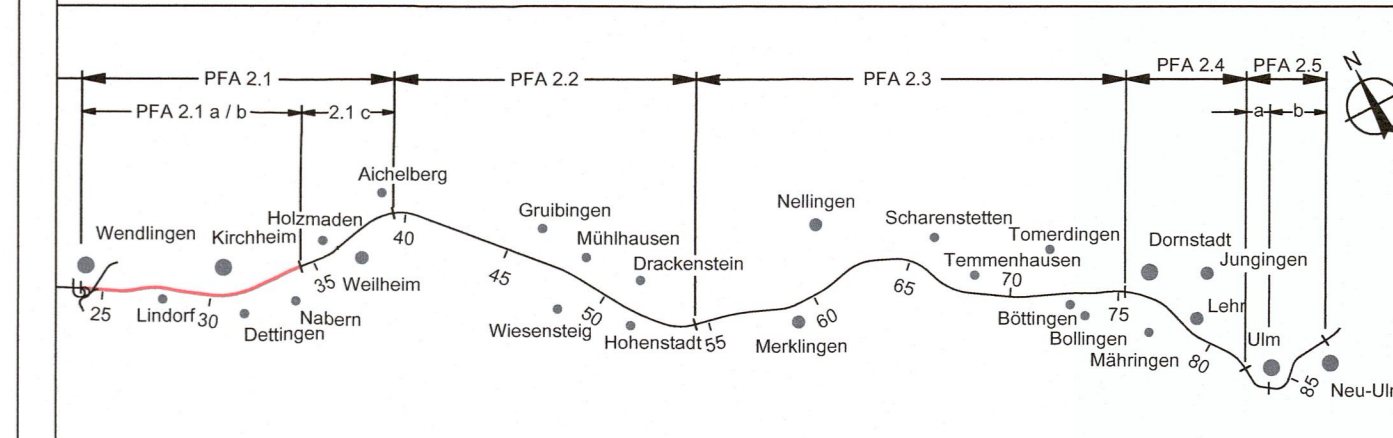 PFA 2.1
PFA 2.2
PFA 2.3
PFA 2.4
PFA 2.5
N
PFA 2.1 a / b
2.1 c
a
b
Aichelberg
Wendlingen
Kirchheim
Holzmaden
Weilheim
Lindorf
Dettingen
Nabern
25
30
35
40
Gruibingen
Mühlhausen
Drackenstein
Wiesensteig
Hohenstadt
45
50
55
Nellingen
Merklingen
60
Scharenstetten
Temmenhausen
65
70
Tomerdingen
Böttingen
Bollingen
Mähringen
75
Dornstadt
Jungingen
Lehr
80
Ulm
85
Neu-Ulm